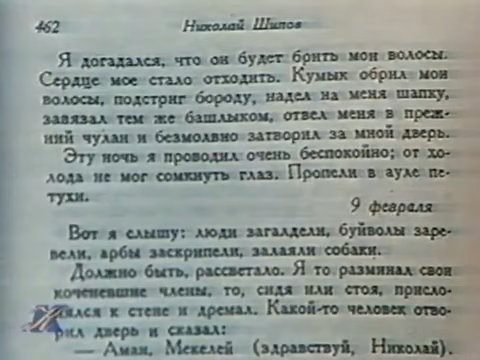 462 Николай Шипов
Я догадался, что он будет брить мои волосы.
Сердце мое стало отходить. Кумык обрил мои
волосы, подстриг бороду, надел на меня шапку,
завязал тем же башлыком, отвел меня в преж-
ний чулан и безмолвно затворил за мной дверь.
Эту ночь я проводил очень беспокойно; от хо-
лода не мог сомкнуть глаз. Пропели в ауле пе-
тухи.
9 февраля
Вот я слышу: люди загалдели, буйволы заре-
вели, арбы заскрипели, залаяли собаки.
Должно быть, рассветало. Я то разминал свои
коченевшие члены, то, сидя или стоя, присло-
нялся к стене и дремал. Какой-то человек отво-
рил дверь и сказал:
— Аман, Мекелей (здравствуй, Николай).